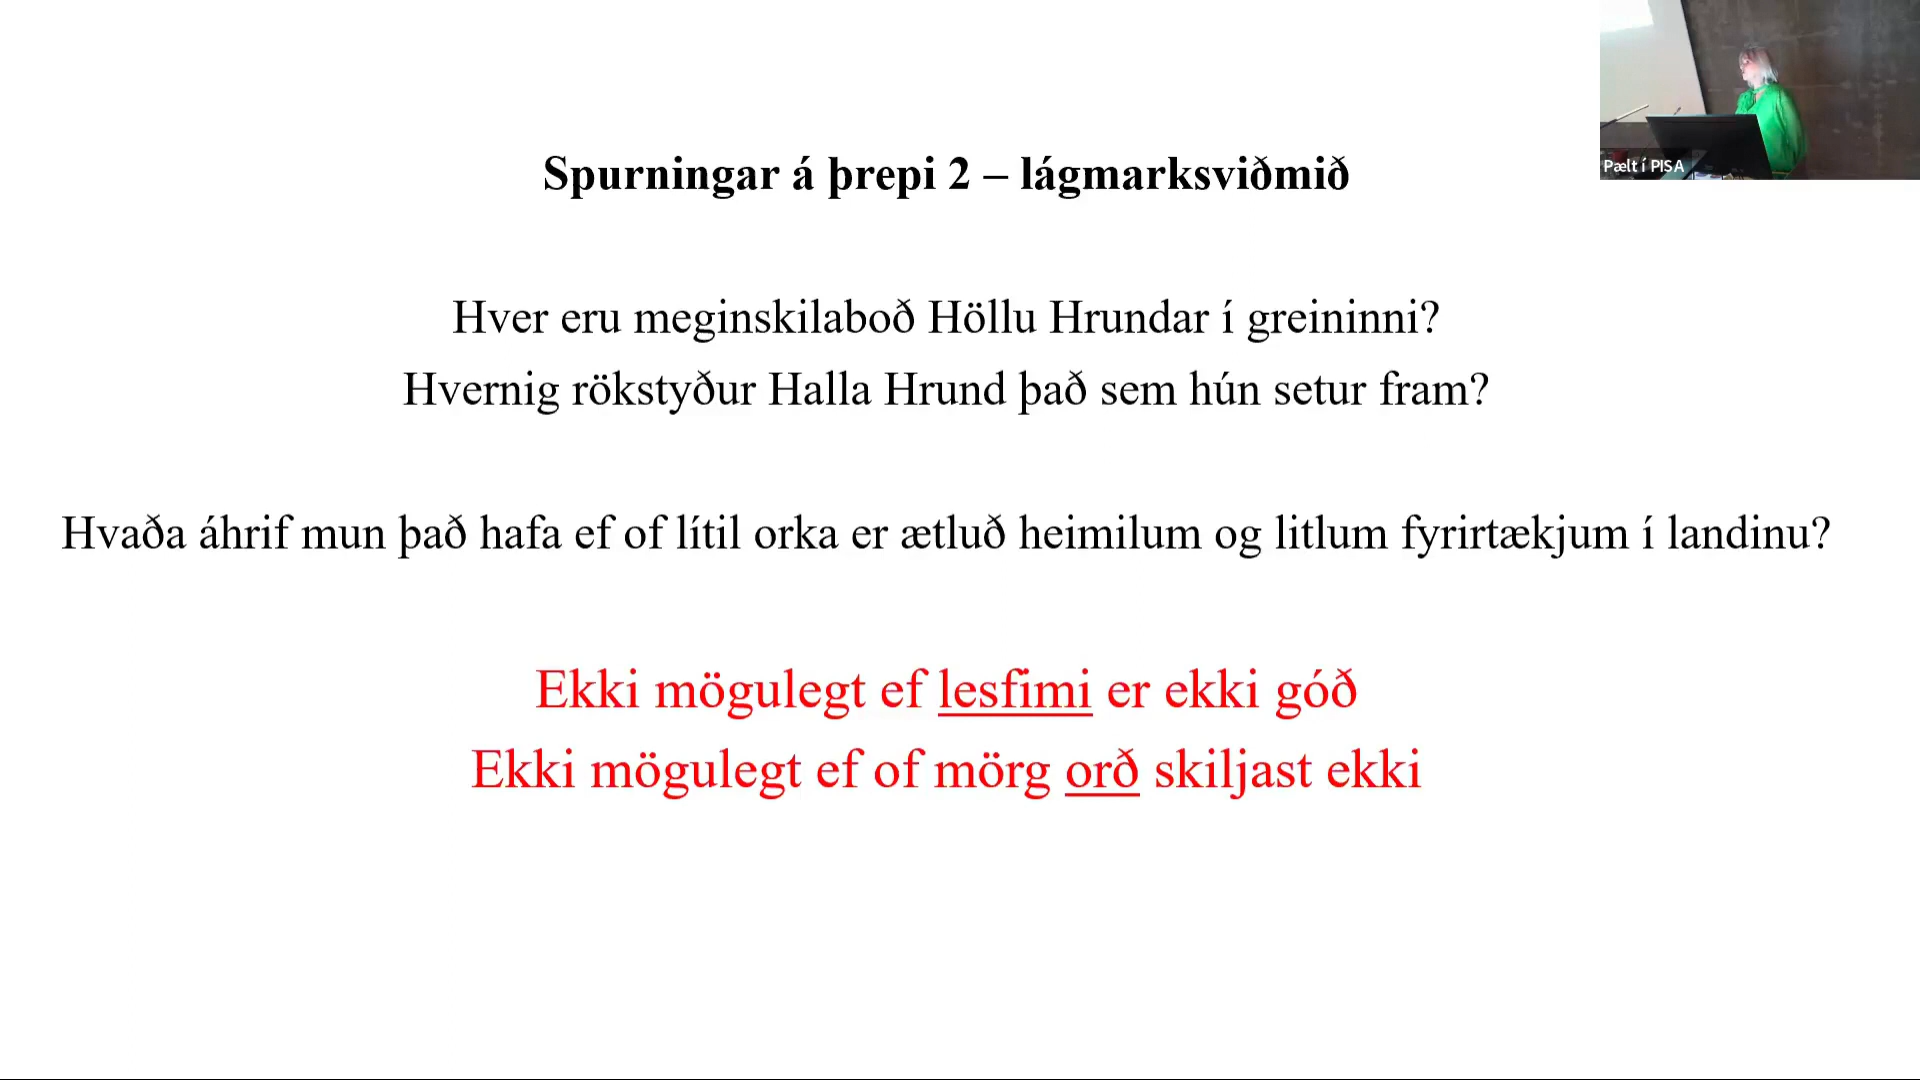 Pælt í PISA
Spurningar á þrepi 2 – lágmarksviðmið
Hver eru meginskilaboð Höllu Hrundar í greininni?
Hvernig rökstyður Halla Hrund það sem hún setur fram?
Hvaða áhrif mun það hafa ef of lítil orka er ætluð heimilum og litlum fyrirtækjum í landinu?
Ekki mögulegt ef lesfimi er ekki góð
Ekki mögulegt ef of mörg orð skiljast ekki